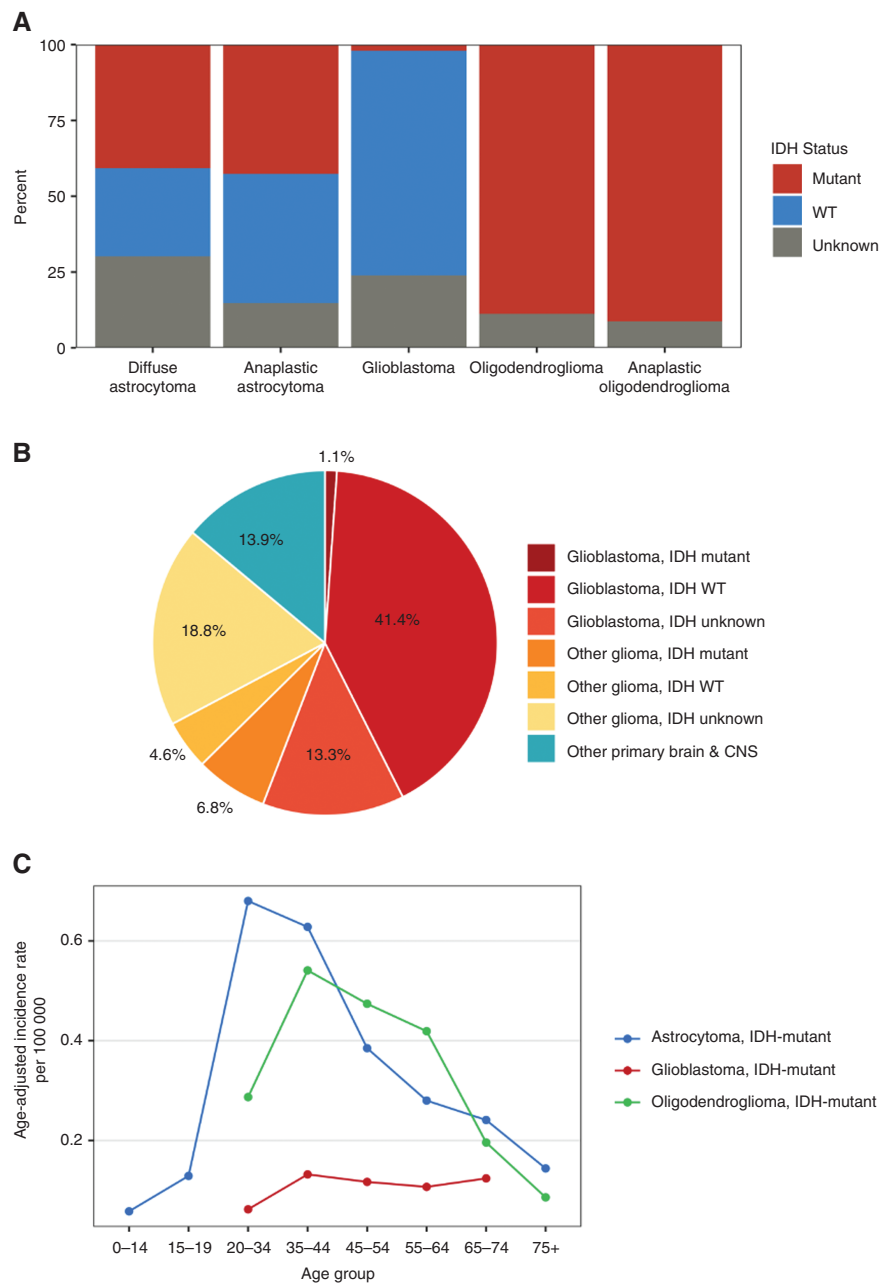 A
100
75
50
25
0
Percent
Diffuse
astrocytoma
Anaplastic
astrocytoma
Glioblastoma
Oligodendroglioma
Anaplastic
oligodendroglioma
IDH Status
Mutant
WT
Unknown
B
1.1%
41.4%
13.3%
6.8%
4.6%
18.8%
13.9%
Glioblastoma, IDH mutant
Glioblastoma, IDH WT
Glioblastoma, IDH unknown
Other glioma, IDH mutant
Other glioma, IDH WT
Other glioma, IDH unknown
Other primary brain & CNS
C
0.6
0.4
0.2
Age-adjusted incidence rate
per 100 000
0–14 15–19 20–34 35–44 45–54 55–64 65–74 75+
Age group
Astrocytoma, IDH-mutant
Glioblastoma, IDH-mutant
Oligodendroglioma, IDH-mutant